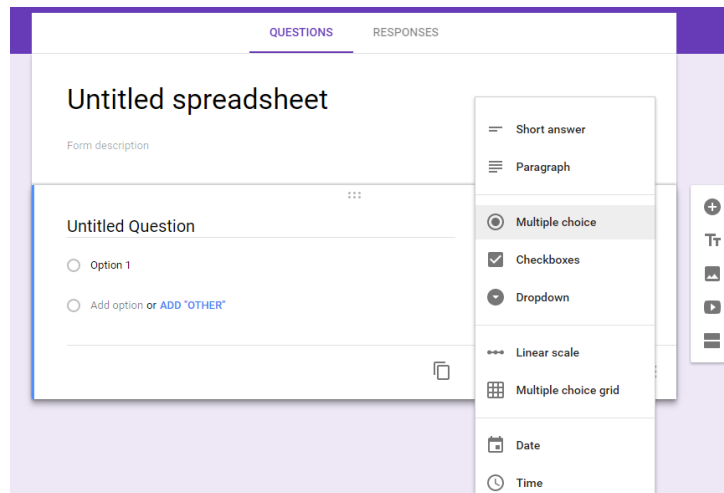 QUESTIONS RESPONSES
Untitled spreadsheet
Form description
Untitled Question
Option 1
Add option or ADD "OTHER"
Short answer
Paragraph
Multiple choice
Checkboxes
Dropdown
Linear scale
Multiple choice grid
Date
Time
Tт